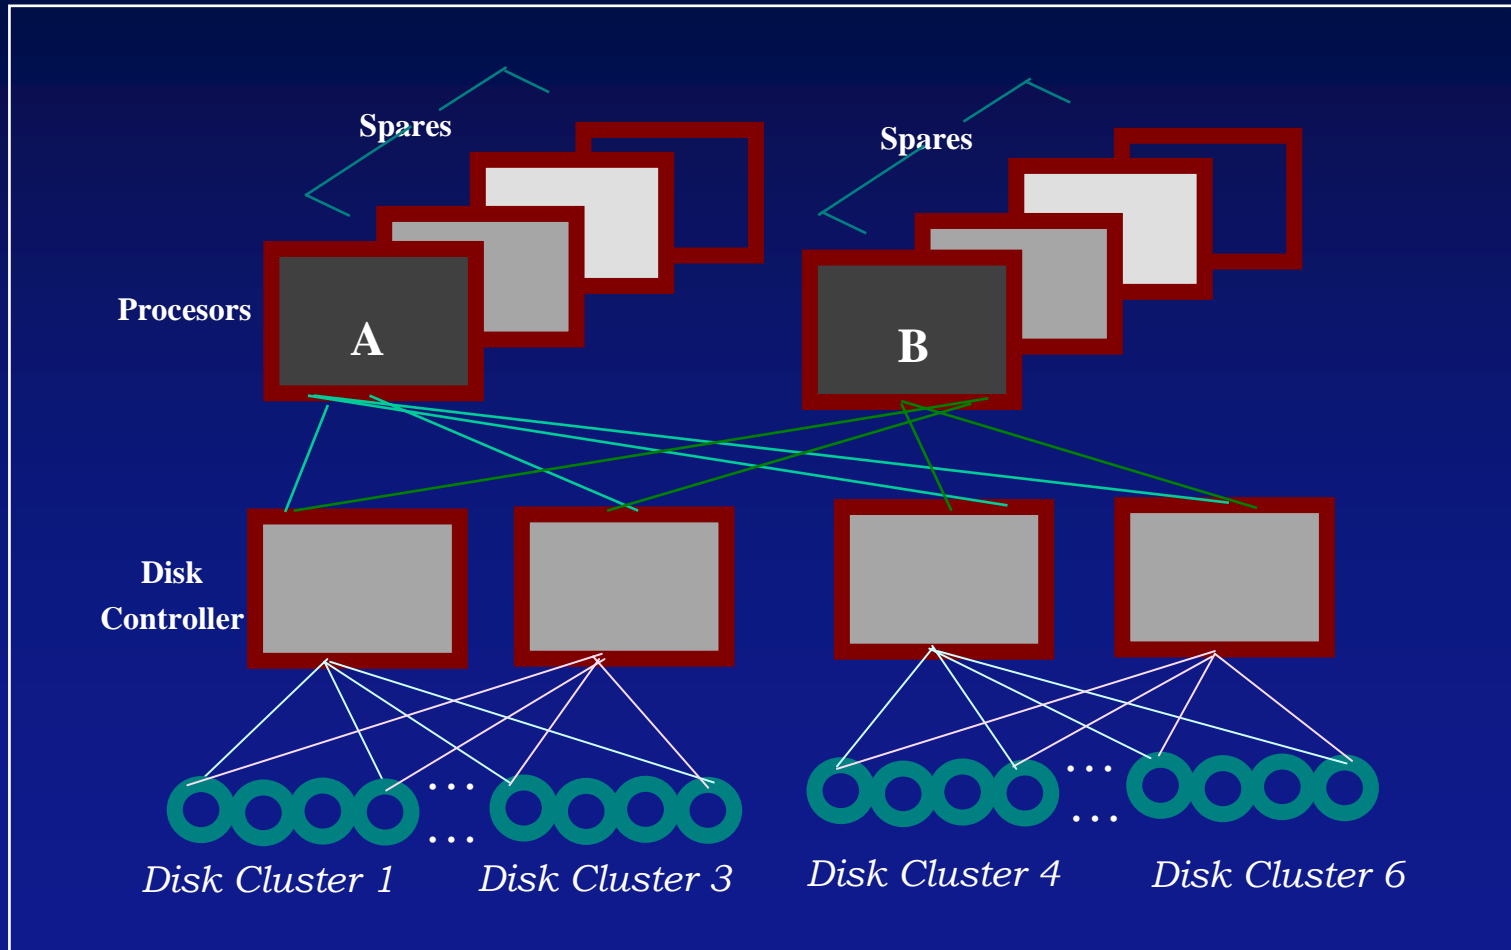 Spares
Spares
Procesors
A
B
Disk
Controller
...
...
...
...
Disk Cluster 1
Disk Cluster 3
Disk Cluster 4
Disk Cluster 6